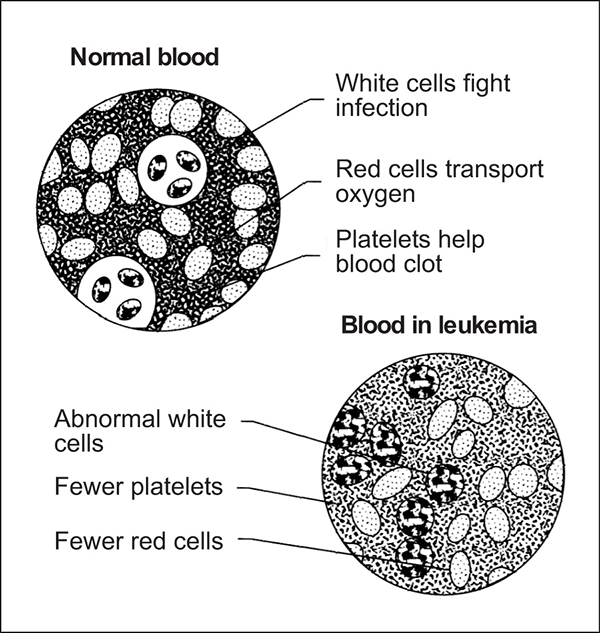 Normal blood
White cells fight
infection
Red cells transport
oxygen
Platelets help
blood clot
Blood in leukemia
Abnormal white
cells
Fewer platelets
Fewer red cells